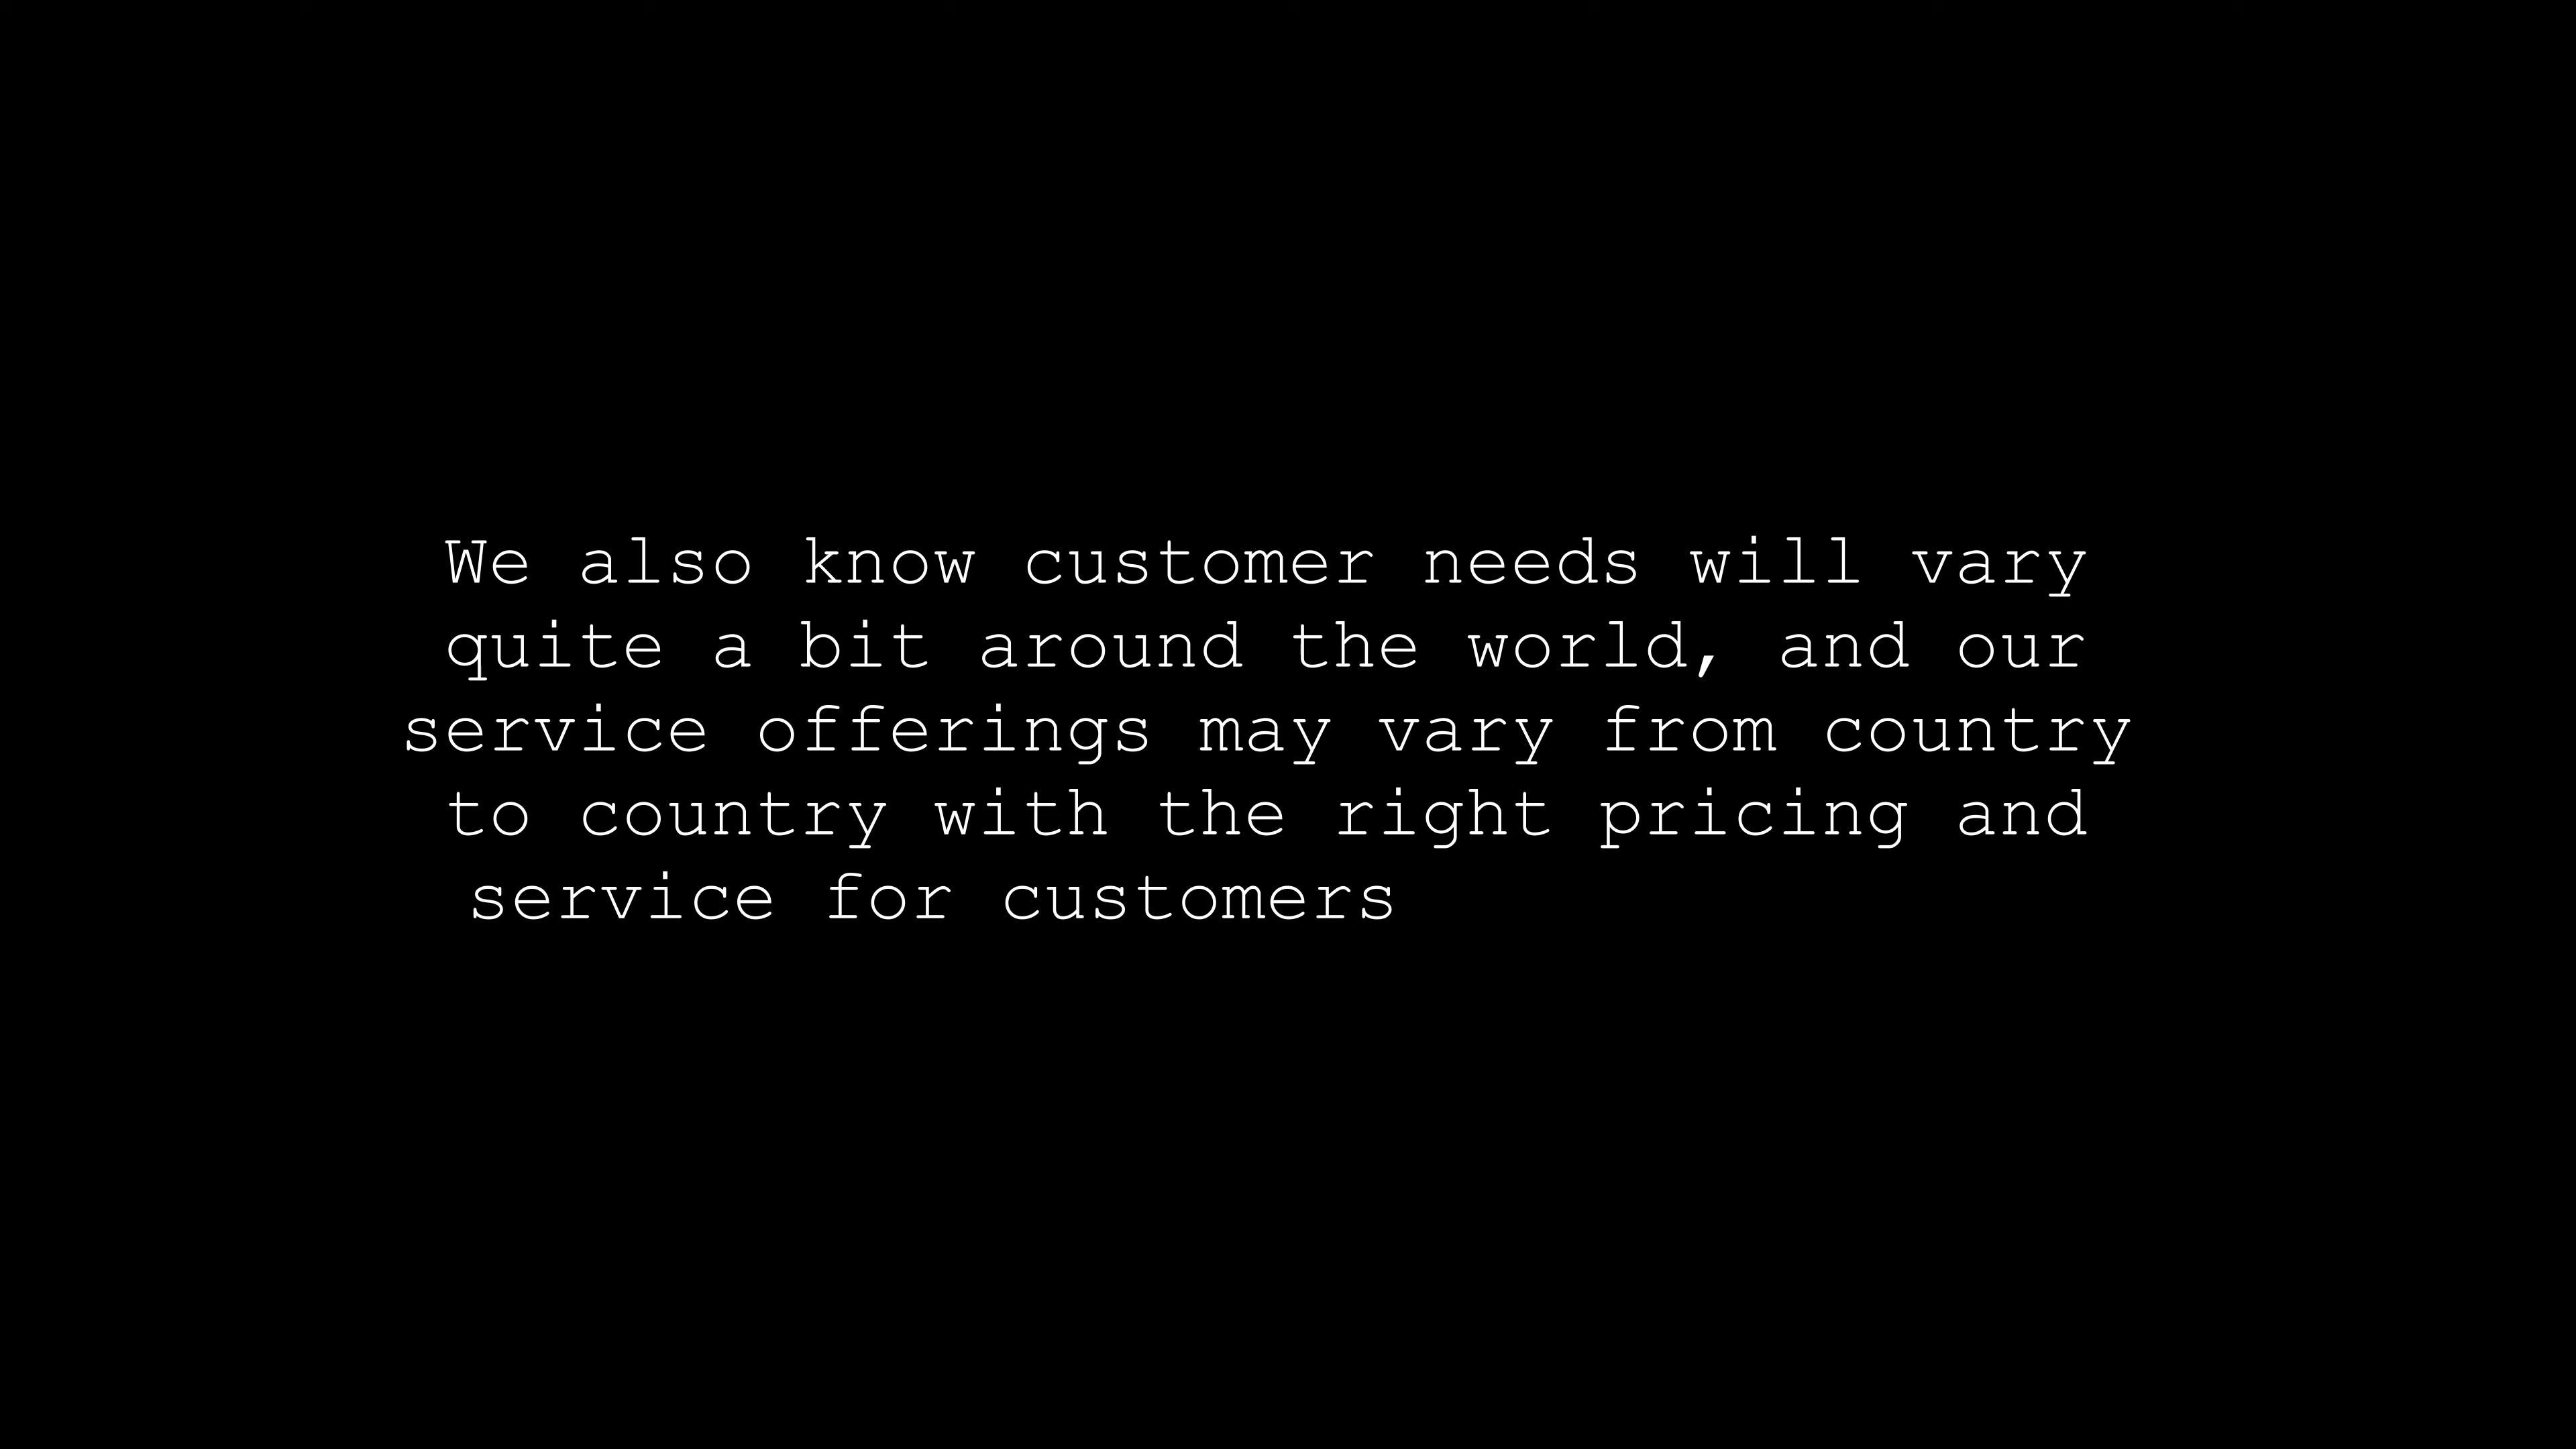 We also know customer needs will vary
quite a bit around the world, and our
service offerings may vary from country
to country with the right pricing and
service for customers